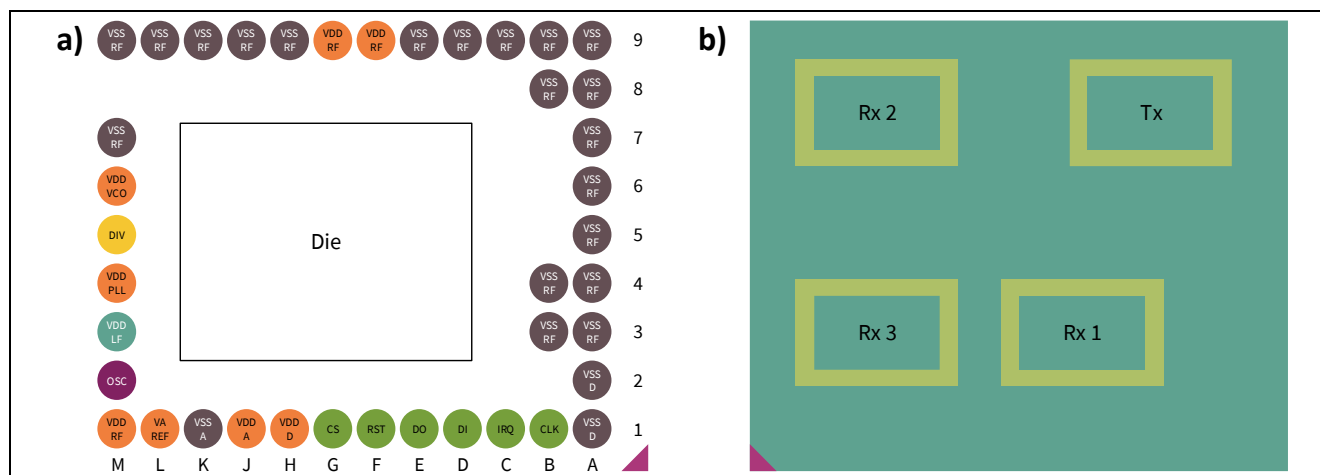 a)
VSS RF VSS RF VSS RF VSS RF VSS RF VDD RF VDD RF VSS RF VSS RF VSS RF VSS RF VSS RF 9
VSS RF VSS RF 8
VSS RF VSS RF 7
VDD VCO VSS RF 6
DIV VSS RF 5
VDD PLL VSS RF VSS RF 4
VDD LF VSS RF VSS RF 3
OSC VSS D 2
VDD RF VA REF VSS A VDD A VDD D CS RST DO DI IRQ CLK VSS D 1
M L K J H G F E D C B A
Die
b)
Rx 2 Tx
Rx 3 Rx 1